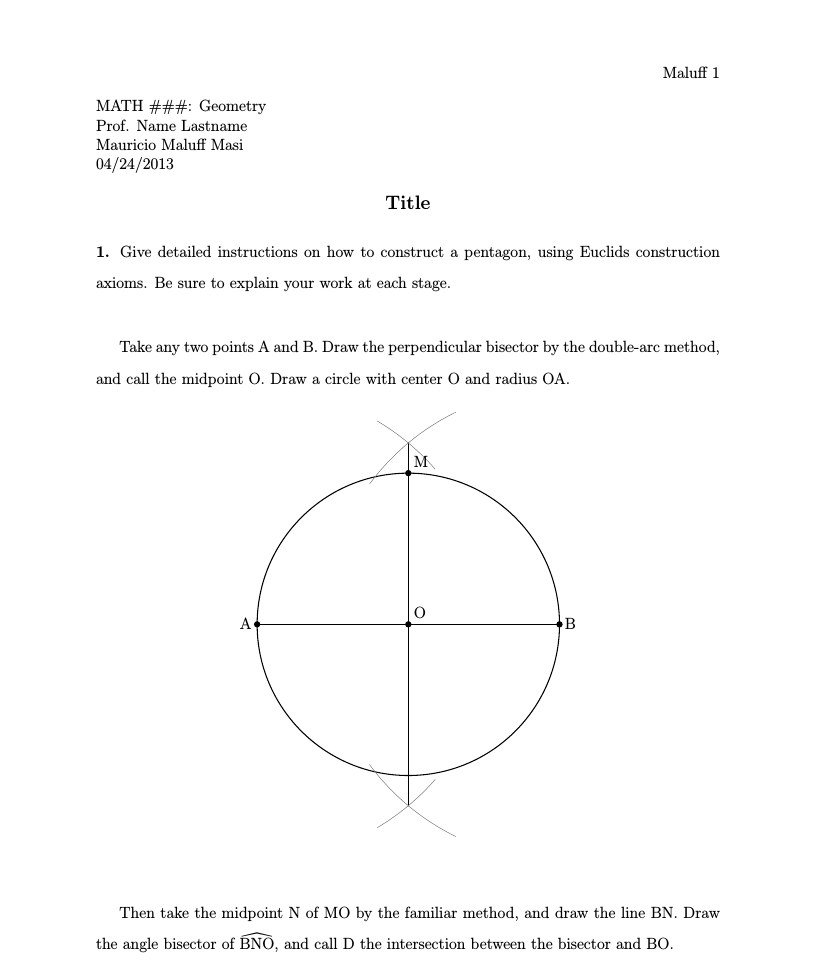 Maluff 1
MATH ###: Geometry
Prof. Name Lastname
Mauricio Maluff Masi
04/24/2013
Title
1. Give detailed instructions on how to construct a pentagon, using Euclids construction
axioms. Be sure to explain your work at each stage.
Take any two points A and B. Draw the perpendicular bisector by the double-arc method,
and call the midpoint O. Draw a circle with center O and radius OA.
M
O
A
B
Then take the midpoint N of MO by the familiar method, and draw the line BN. Draw
the angle bisector of B͡NO, and call D the intersection between the bisector and BO.